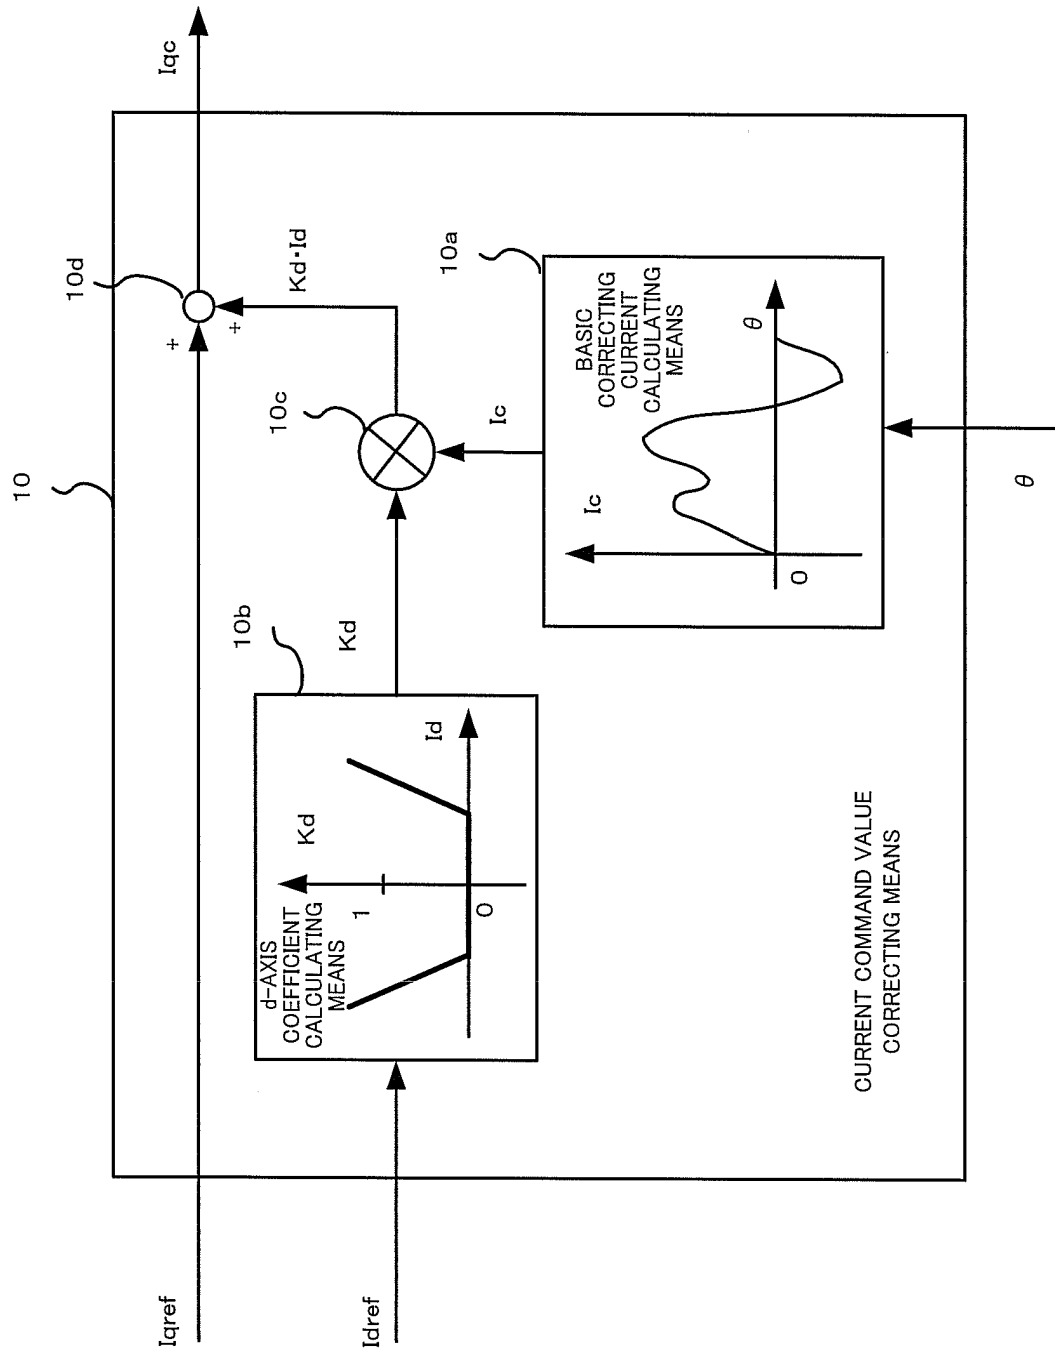 10
10d
Iqc
Iqref
+
+
Kd・Id
10c
10a
10b
Kd
Ic
Idref
d-AXIS
COEFFICIENT
CALCULATING
MEANS
Kd
1
0
Id
BASIC
CORRECTING
CURRENT
CALCULATING
MEANS
Ic
0
θ
θ
CURRENT COMMAND VALUE
CORRECTING MEANS